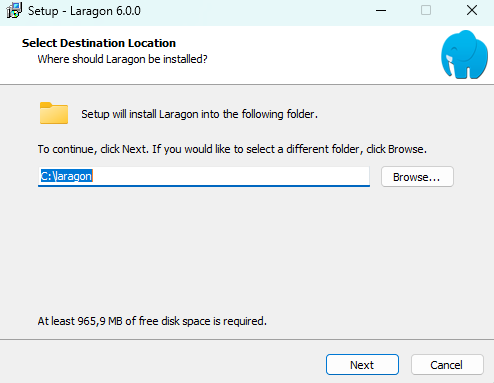 Setup - Laragon 6.0.0
Select Destination Location
Where should Laragon be installed?
Setup will install Laragon into the following folder.
To continue, click Next. If you would like to select a different folder, click Browse.
C:\laragon
Browse...
At least 965,9 MB of free disk space is required.
Next
Cancel